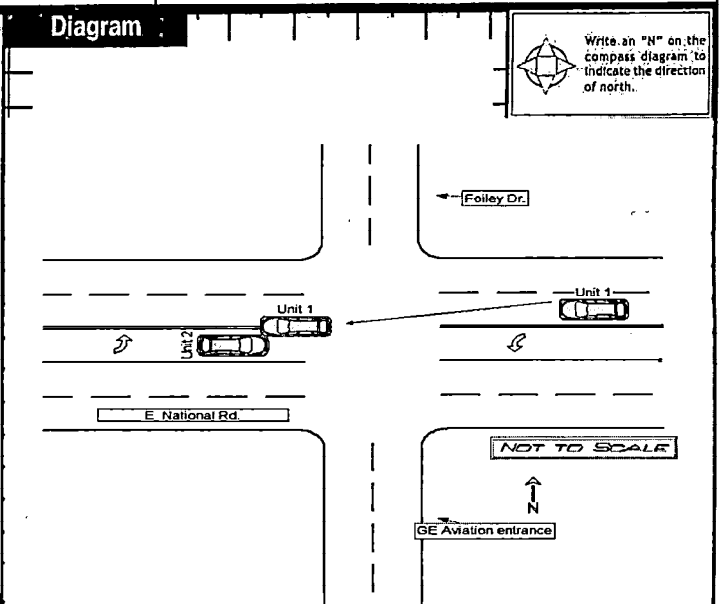 Diagram
Write an "N" on the
compass diagram to
indicate the direction
of north.
Foiley Dr.
Unit 1
Unit 1
Unit 2
E. National Rd.
NOT TO SCALE
N
GE Aviation entrance